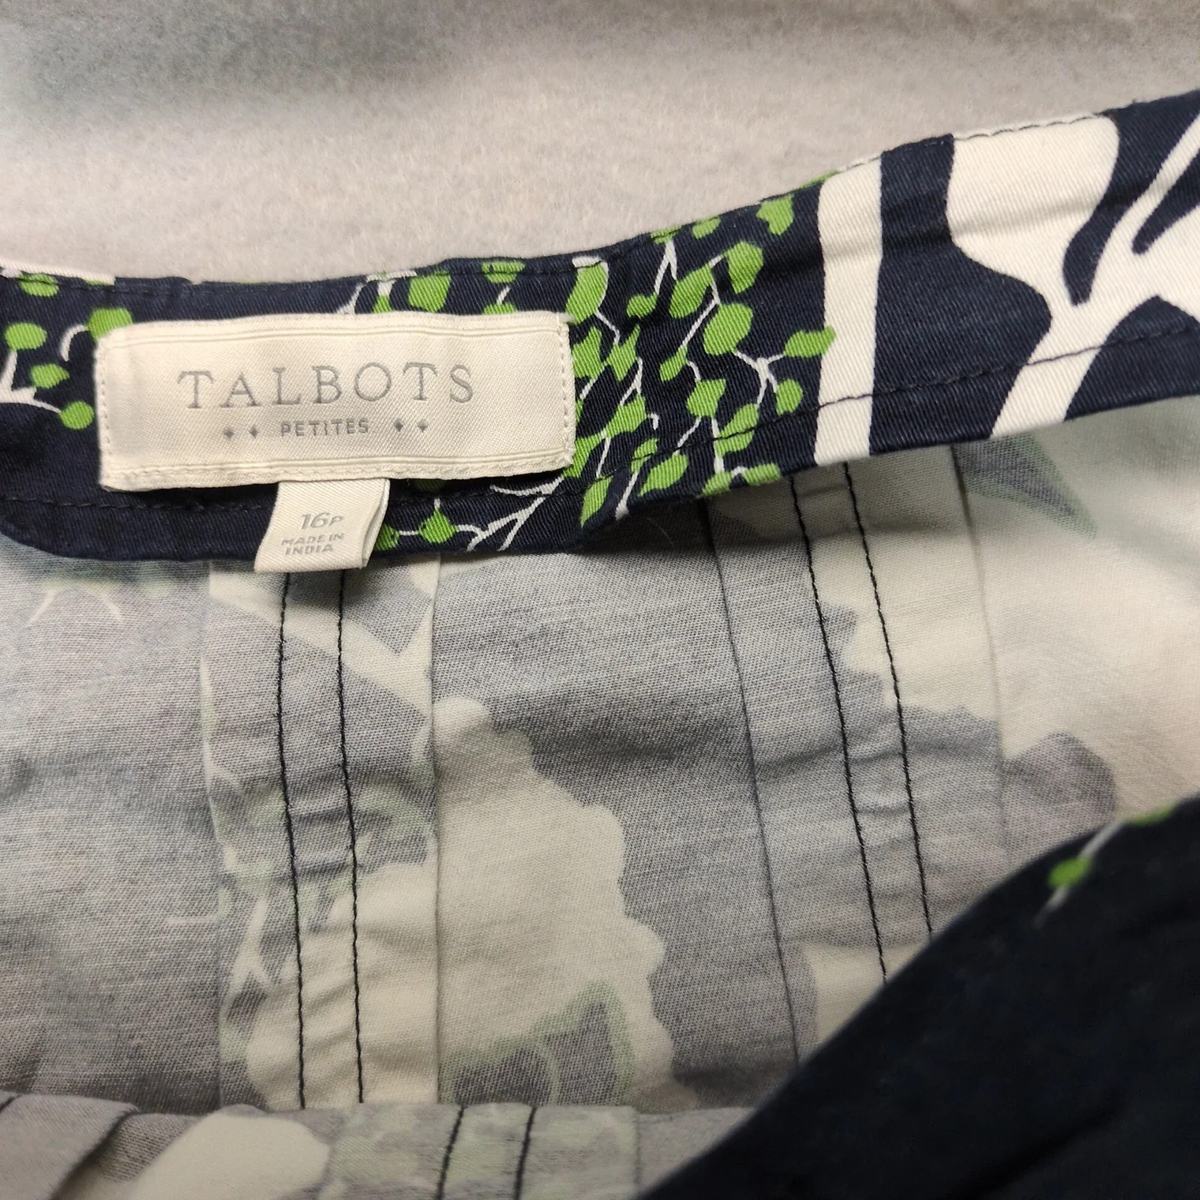 TALBOTS
PETITES
16P
MADE IN
INDIA